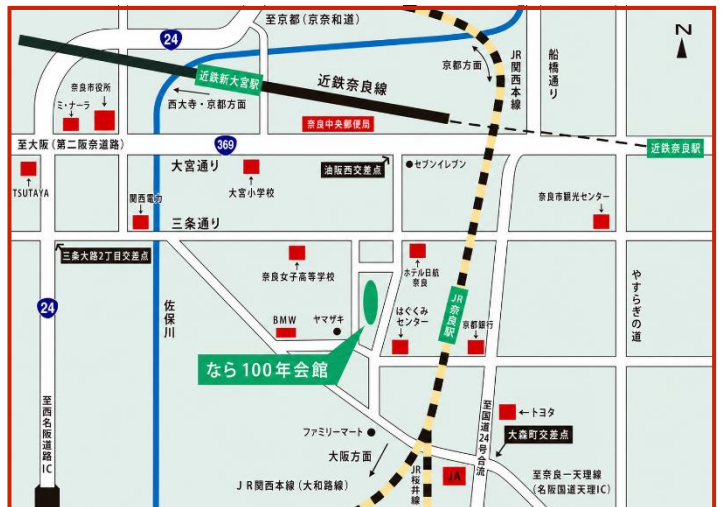 至京都(京奈和道)
24
N
JR関西本線
船橋通り
京都方面
近鉄新大宮駅
近鉄奈良線
奈良市役所
ミ・ナーラ
西大寺・京都方面
奈良中央郵便局
至大阪(第二阪奈道路)
369
近鉄奈良駅
大宮通り
油阪西交差点
セブンイレブン
TSUTAYA
大宮小学校
関西電力
奈良市観光センター
三条通り
三条大路2丁目交差点
奈良女子高等学校
ホテル日航
奈良
やすらぎの道
24
佐保川
JR奈良駅
BMW
ヤマザキ
はぐくみ
センター
京都銀行
なら100年会館
至国道24号合流
トヨタ
ファミリーマート
大森町交差点
至西名阪道路IC
大阪方面
JR関西本線(大和路線)
JR桜井線
JA
至奈良ー天理線
(名阪国道天理IC)